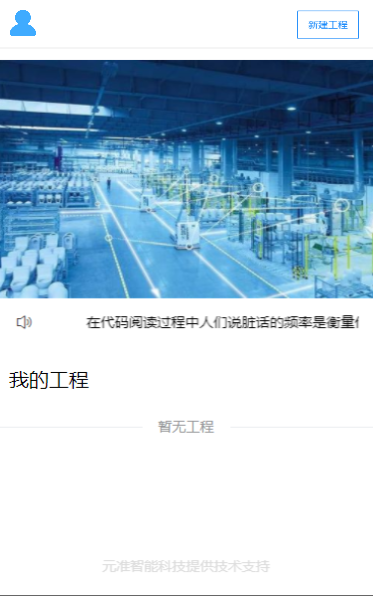 新建工程
在代码阅读过程中人们说脏话的频率是衡量
我的工程
暂无工程
元准智能科技提供技术支持